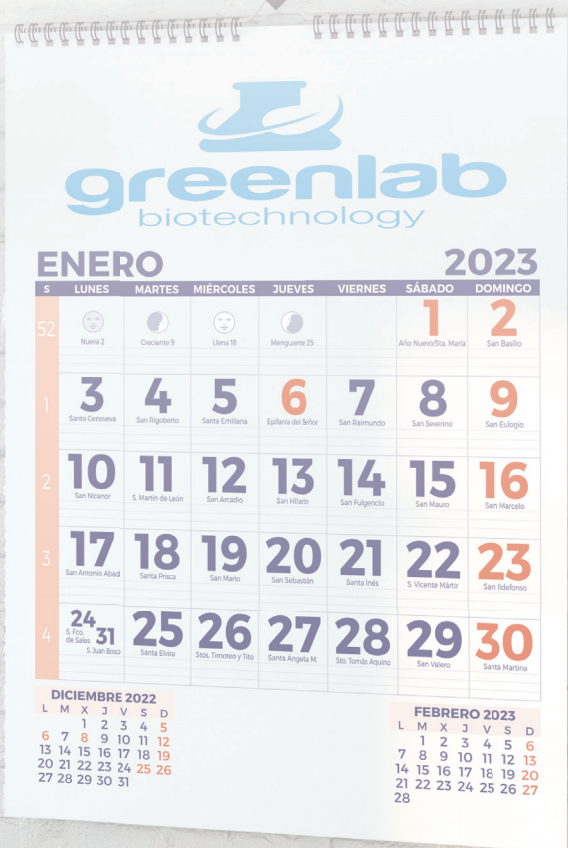 greenlab
biotechnology
ENERO 2023
S LUNES MARTES MIÉRCOLES JUEVES VIERNES SÁBADO DOMINGO
52 1 2
Nueva 2 Creciente 9 Llena 18 Menguante 25 Año Nuevo/Sta. María San Basilio
1 3 4 5 6 7 8 9
Santa Genoveva San Rigoberto Santa Emiliana Epifanía del Señor San Raimundo San Severino San Eulogio
2 10 11 12 13 14 15 16
San Nicanor S. Martín de León San Arcadio San Hilario San Fulgencio San Mauro San Marcelo
3 17 18 19 20 21 22 23
San Antonio Abad Santa Prisca San Mario San Sebastián Santa Inés S. Vicente Mártir San Ildefonso
4 24 31 25 26 27 28 29 30
S. Fco.
de Sales
S. Juan Bosco Santa Elvira Stos. Timoteo y Tito Santa Ángela M. Sto. Tomás Aquino San Valero Santa Martina
DICIEMBRE 2022
L M X J V S D
1 2 3 4 5
6 7 8 9 10 11 12
13 14 15 16 17 18 19
20 21 22 23 24 25 26
27 28 29 30 31
FEBRERO 2023
L M X J V S D
1 2 3 4 5 6
7 8 9 10 11 12 13
14 15 16 17 18 19 20
21 22 23 24 25 26 27
28